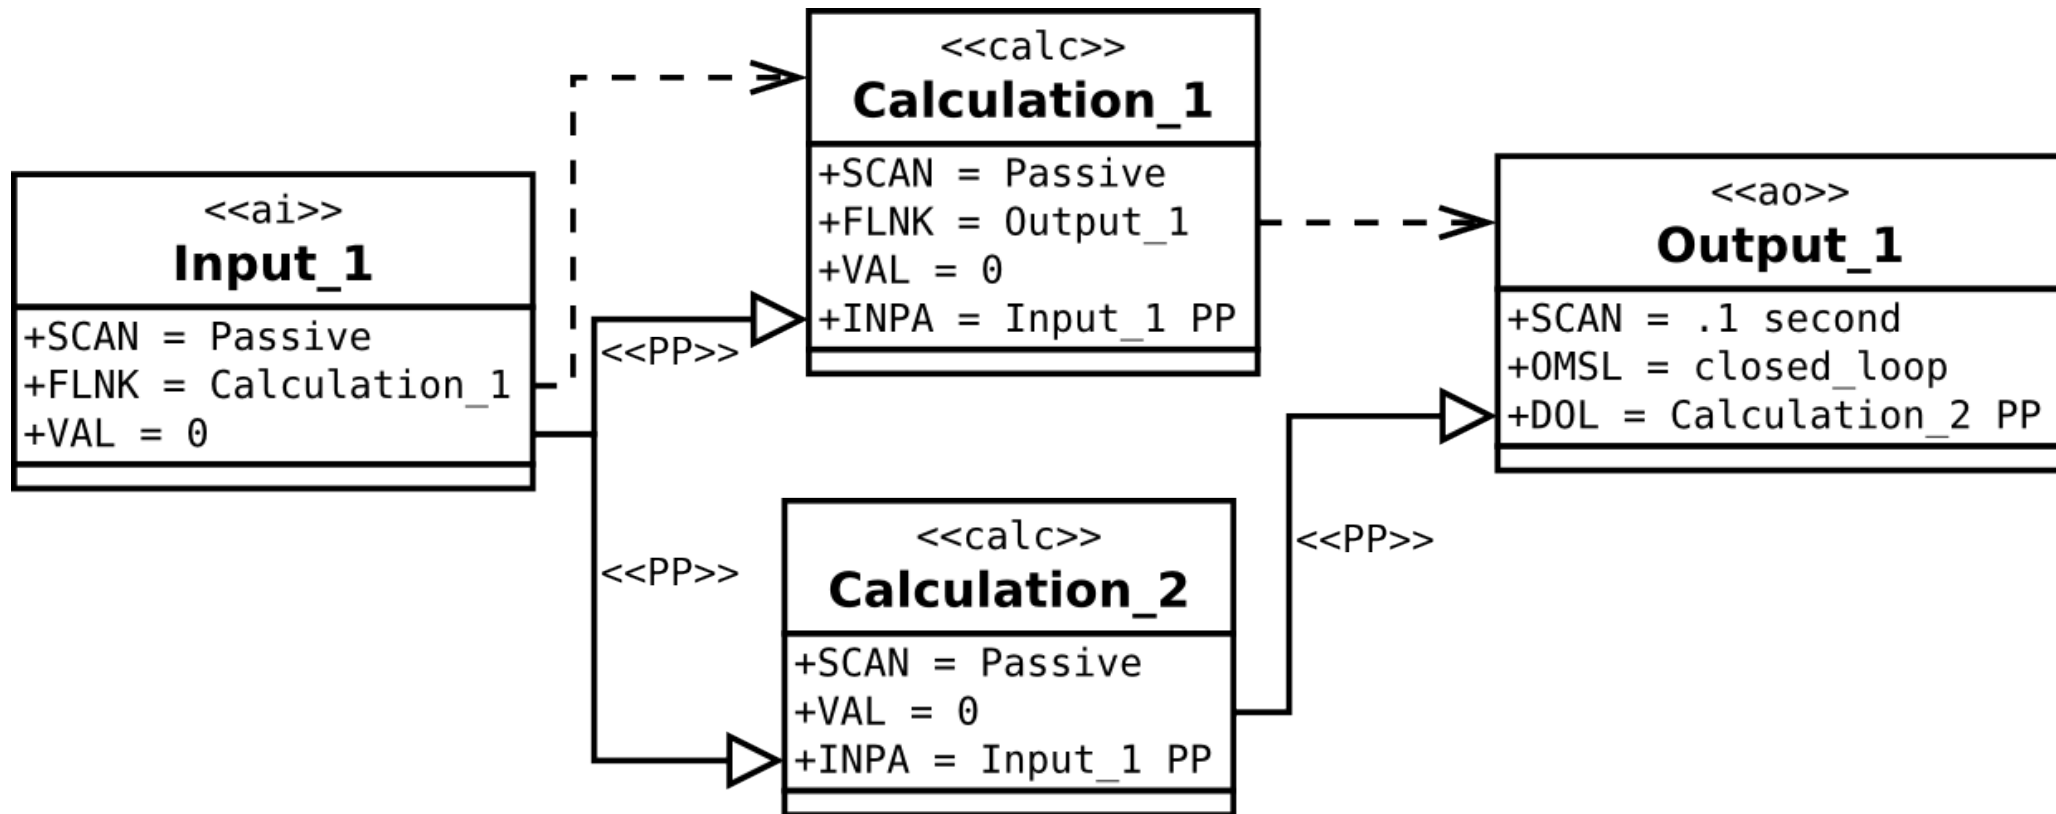 <<ai>>
Input_1
+SCAN = Passive
+FLNK = Calculation_1
+VAL = 0
<<calc>>
Calculation_1
+SCAN = Passive
+FLNK = Output_1
+VAL = 0
+INPA = Input_1 PP
<<PP>>
<<PP>>
<<calc>>
Calculation_2
+SCAN = Passive
+VAL = 0
+INPA = Input_1 PP
<<PP>>
<<ao>>
Output_1
+SCAN = .1 second
+OMSL = closed_loop
+DOL = Calculation_2 PP